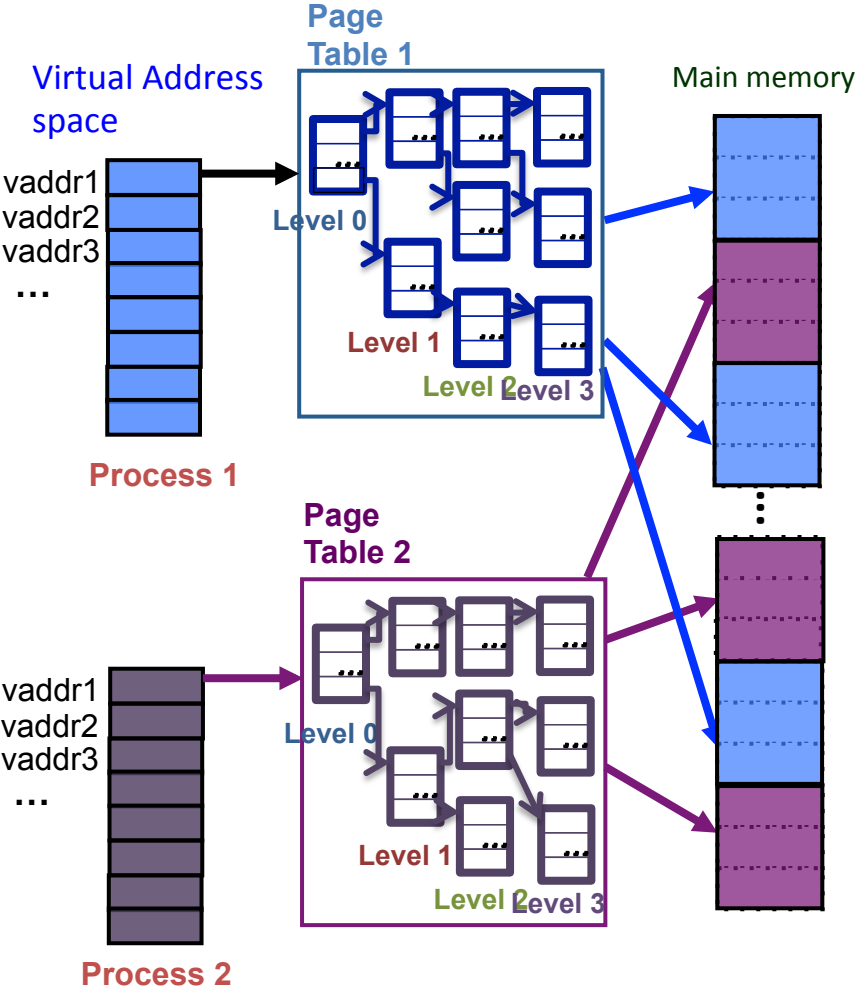 Page
Table 1
Virtual Address
space
Main memory
vaddr1
vaddr2
vaddr3
...
Level 0
Level 1
Level 2
Level 3
Process 1
Page
Table 2
vaddr1
vaddr2
vaddr3
...
Level 0
Level 1
Level 2
Level 3
Process 2